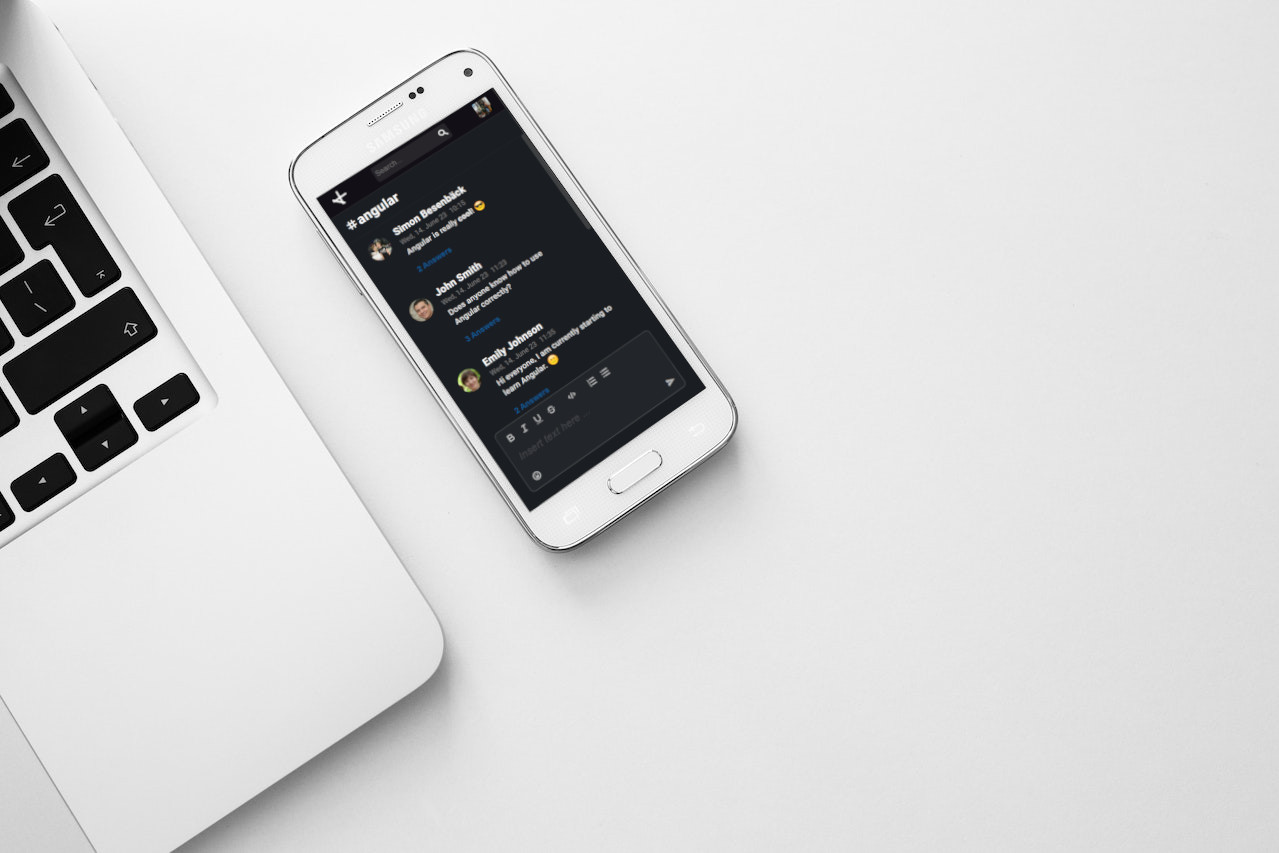 SAMSUNG
Search...
#angular
Simon Besenbäck
Wed, 14. June 23 10:15
Angular is really cool! 😎
2 Answers
John Smith
Wed, 14. June 23 11:23
Does anyone know how to use
Angular correctly?
3 Answers
Emily Johnson
Wed, 14. June 23 11:35
Hi everyone, I am currently starting to
learn Angular. 😊
2 Answers
B I U S </>
Insert text here ...